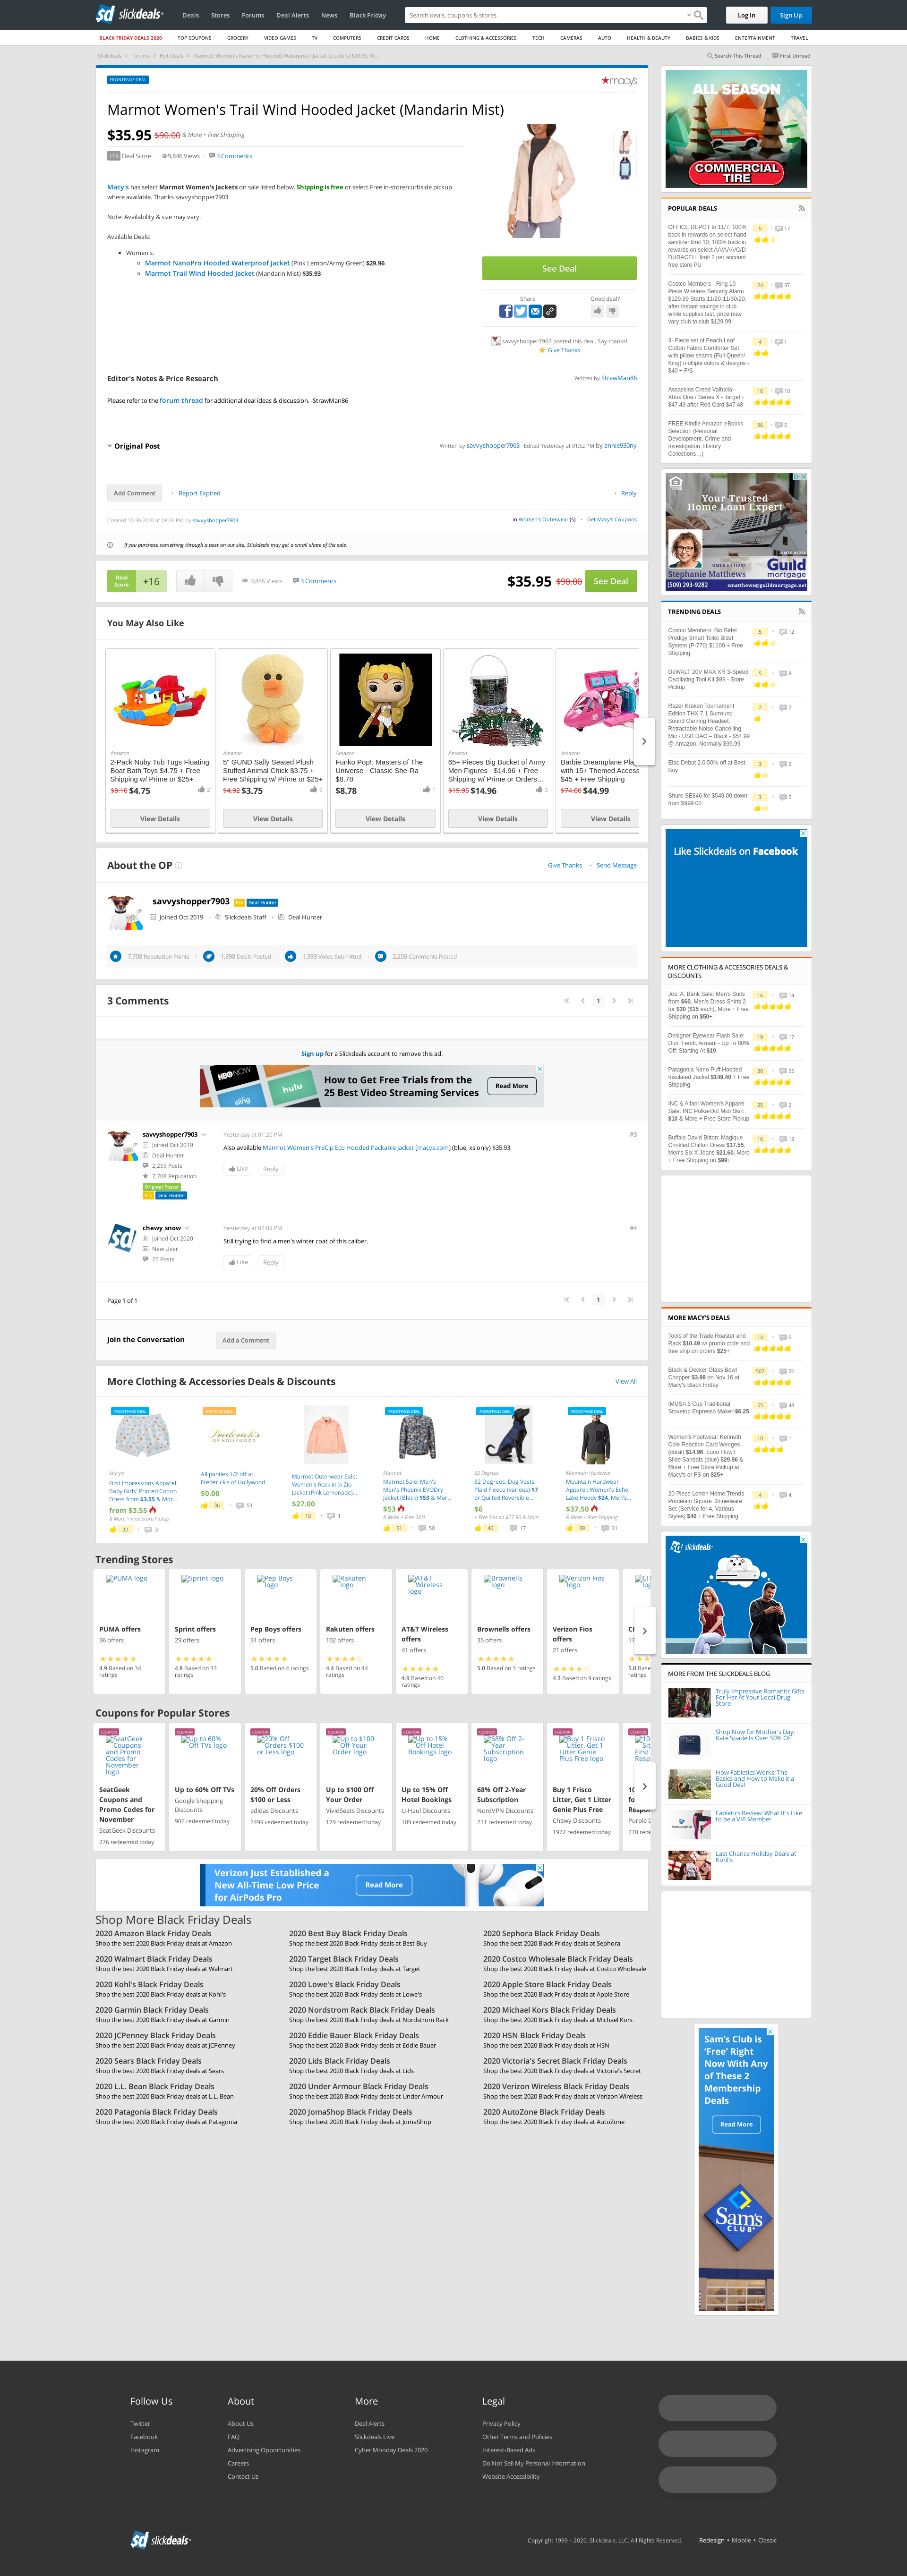 slickdeals
Deals Stores Forums Deal Alerts News Black Friday
Search deals, coupons & stores
Log In
Sign Up
BLACK FRIDAY DEALS 2020 TOP COUPONS GROCERY VIDEO GAMES TV COMPUTERS CREDIT CARDS HOME CLOTHING & ACCESSORIES TECH CAMERAS AUTO HEALTH & BEAUTY BABIES & KIDS ENTERTAINMENT TRAVEL
Slickdeals > Forums > Hot Deals > Marmot: Women's NanoPro Hooded Waterproof Jacket (2 colors) $29.96, W...
Search This Thread First Unread
FRONTPAGE DEAL
macys
Marmot Women's Trail Wind Hooded Jacket (Mandarin Mist)
$35.95 $90.00 & More + Free Shipping
+16 Deal Score 9,846 Views 3 Comments
Macy's has select Marmot Women's Jackets on sale listed below. Shipping is free or select Free in-store/curbside pickup
where available. Thanks savvyshopper7903
Note: Availability & size may vary.
Available Deals:
Women's:
Marmot NanoPro Hooded Waterproof Jacket (Pink Lemon/Army Green) $29.96
Marmot Trail Wind Hooded Jacket (Mandarin Mist) $35.93
See Deal
Share
Good deal?
savvyshopper7903 posted this deal. Say thanks!
Give Thanks
Editor's Notes & Price Research
Written by StrawMan86
Please refer to the forum thread for additional deal ideas & discussion. -StrawMan86
Original Post
Written by savvyshopper7903 Edited Yesterday at 01:52 PM by annie930ny
Add Comment
Report Expired
Reply
Created 10-30-2020 at 08:26 PM by savvyshopper7903
in Women's Outerwear (5) Get Macy's Coupons
If you purchase something through a post on our site, Slickdeals may get a small share of the sale.
Deal
Score
+16
9,846 Views 3 Comments
$35.95 $90.00
See Deal
You May Also Like
Amazon
2-Pack Nuby Tub Tugs Floating
Boat Bath Toys $4.75 + Free
Shipping w/ Prime or $25+
$9.10 $4.75
2
View Details
Amazon
5" GUND Sally Seated Plush
Stuffed Animal Chick $3.75 +
Free Shipping w/ Prime or $25+
$4.92 $3.75
View Details
Amazon
Funko Pop!: Masters of The
Universe - Classic She-Ra
$8.78
$8.78
View Details
Amazon
65+ Pieces Big Bucket of Army
Men Figures - $14.96 + Free
Shipping w/ Prime or Orders...
$19.95 $14.96
3
View Details
Amazon
Barbie Dreamplane Pla
with 15+ Themed Access
$45 + Free Shipping
$74.00 $44.99
View Details
About the OP
Give Thanks
Send Message
savvyshopper7903 Pro Deal Hunter
Joined Oct 2019 Slickdeals Staff Deal Hunter
7,708 Reputation Points
1,398 Deals Posted
1,393 Votes Submitted
2,259 Comments Posted
3 Comments
1
Sign up for a Slickdeals account to remove this ad.
HBO NOW
sling
hulu
How to Get Free Trials from the
25 Best Video Streaming Services
Read More
savvyshopper7903
Joined Oct 2019
Deal Hunter
2,259 Posts
7,708 Reputation
Original Poster
Pro Deal Hunter
Yesterday at 01:20 PM
#3
Also available Marmot Women's PreCip Eco Hooded Packable Jacket [macys.com] (blue, xs only) $35.93
Like
Reply
chewy_snow
Joined Oct 2020
New User
25 Posts
Yesterday at 02:09 PM
#4
Still trying to find a men's winter coat of this caliber.
Like
Reply
Page 1 of 1
1
Join the Conversation
Add a Comment
More Clothing & Accessories Deals & Discounts
View All
FRONTPAGE DEAL
Macy's
First Impressions Apparel:
Baby Girls' Printed Cotton
Dress from $3.55 & Mor...
from $3.55
& More + Free Store Pickup
32 3
POPULAR DEAL
Frederick's
OF HOLLYWOOD
All panties 1/2 off at
Frederick's of Hollywood
$0.00
36 53
Marmot Outerwear Sale:
Women's Rocklin ½ Zip
Jacket (Pink Lemonade)...
$27.00
10 1
FRONTPAGE DEAL
Marmot
Marmot Sale: Men's
Men's Phoenix EVODry
Jacket (Black) $53 & Mor...
$53
& More + Free S&H
51 50
FRONTPAGE DEAL
32 Degrees
32 Degrees: Dog Vests:
Plaid Fleece (various) $7
or Quilted Reversible...
$6
+ Free S/H on $27.90 & More
46 17
FRONTPAGE DEAL
Mountain Hardwear
Mountain Hardwear
Apparel: Women's Echo
Lake Hoody $24, Men's...
$37.50
& More + Free Shipping
39 31
Trending Stores
PUMA logo
PUMA offers
36 offers
4.9 Based on 34
ratings
Sprint logo
Sprint offers
29 offers
4.8 Based on 33
ratings
Pep Boys
logo
Pep Boys offers
31 offers
5.0 Based on 4 ratings
Rakuten
logo
Rakuten offers
102 offers
4.4 Based on 44
ratings
AT&T
Wireless
logo
AT&T Wireless
offers
41 offers
4.9 Based on 40
ratings
Brownells
logo
Brownells offers
35 offers
5.0 Based on 3 ratings
Verizon Fios
logo
Verizon Fios
offers
21 offers
4.3 Based on 9 ratings
Coupons for Popular Stores
COUPON
SeatGeek
Coupons
and Promo
Codes for
November
logo
SeatGeek
Coupons and
Promo Codes for
November
SeatGeek Discounts
276 redeemed today
COUPON
Up to 60%
Off TVs logo
Up to 60% Off TVs
Google Shopping
Discounts
906 redeemed today
COUPON
20% Off
Orders $100
or Less logo
20% Off Orders
$100 or Less
adidas Discounts
2499 redeemed today
COUPON
Up to $100
Off Your
Order logo
Up to $100 Off
Your Order
VividSeats Discounts
179 redeemed today
COUPON
Up to 15%
Off Hotel
Bookings logo
Up to 15% Off
Hotel Bookings
U-Haul Discounts
109 redeemed today
COUPON
68% Off 2-
Year
Subscription
logo
68% Off 2-Year
Subscription
NordVPN Discounts
231 redeemed today
COUPON
Buy 1 Frisco
Litter, Get 1
Litter Genie
Plus Free logo
Buy 1 Frisco
Litter, Get 1 Litter
Genie Plus Free
Chewy Discounts
1972 redeemed today
COUPON
Verizon Just Established a
New All-Time Low Price
for AirPods Pro
Read More
Shop More Black Friday Deals
2020 Amazon Black Friday Deals
Shop the best 2020 Black Friday deals at Amazon
2020 Best Buy Black Friday Deals
Shop the best 2020 Black Friday deals at Best Buy
2020 Sephora Black Friday Deals
Shop the best 2020 Black Friday deals at Sephora
2020 Walmart Black Friday Deals
Shop the best 2020 Black Friday deals at Walmart
2020 Target Black Friday Deals
Shop the best 2020 Black Friday deals at Target
2020 Costco Wholesale Black Friday Deals
Shop the best 2020 Black Friday deals at Costco Wholesale
2020 Kohl's Black Friday Deals
Shop the best 2020 Black Friday deals at Kohl's
2020 Lowe's Black Friday Deals
Shop the best 2020 Black Friday deals at Lowe's
2020 Apple Store Black Friday Deals
Shop the best 2020 Black Friday deals at Apple Store
2020 Garmin Black Friday Deals
Shop the best 2020 Black Friday deals at Garmin
2020 Nordstrom Rack Black Friday Deals
Shop the best 2020 Black Friday deals at Nordstrom Rack
2020 Michael Kors Black Friday Deals
Shop the best 2020 Black Friday deals at Michael Kors
2020 JCPenney Black Friday Deals
Shop the best 2020 Black Friday deals at JCPenney
2020 Eddie Bauer Black Friday Deals
Shop the best 2020 Black Friday deals at Eddie Bauer
2020 HSN Black Friday Deals
Shop the best 2020 Black Friday deals at HSN
2020 Sears Black Friday Deals
Shop the best 2020 Black Friday deals at Sears
2020 Lids Black Friday Deals
Shop the best 2020 Black Friday deals at Lids
2020 Victoria's Secret Black Friday Deals
Shop the best 2020 Black Friday deals at Victoria's Secret
2020 L.L. Bean Black Friday Deals
Shop the best 2020 Black Friday deals at L.L. Bean
2020 Under Armour Black Friday Deals
Shop the best 2020 Black Friday deals at Under Armour
2020 Verizon Wireless Black Friday Deals
Shop the best 2020 Black Friday deals at Verizon Wireless
2020 Patagonia Black Friday Deals
Shop the best 2020 Black Friday deals at Patagonia
2020 JomaShop Black Friday Deals
Shop the best 2020 Black Friday deals at JomaShop
2020 AutoZone Black Friday Deals
Shop the best 2020 Black Friday deals at AutoZone
ALL SEASON
COMMERCIAL
TIRE
POPULAR DEALS
OFFICE DEPOT to 11/7: 100%
back in rewards on select hand
sanitizer limit 10, 100% back in
rewards on select AA/AAA/C/D
DURACELL limit 2 per account
free store PU
5 17
Costco Members - Ring 10
Piece Wireless Security Alarm
$129.99 Starts 11/20-11/30/20,
after instant savings in club
while supplies last, price may
vary club to club $129.99
24 37
3- Piece set of Peach Leaf
Cotton Fabric Comforter Set
with pillow shams (Full Queen/
King) multiple colors & designs -
$40 + F/S
4 1
Assassins Creed Valhalla -
Xbox One / Series X - Target -
$47.49 after Red Card $47.48
16 10
FREE Kindle Amazon eBooks
Selection (Personal
Development, Crime and
Investigation, History
Collections...)
96 5
Your Trusted
Home Loan Expert
Stephanie Matthews
(509) 293-9282
Guild
mortgage
smatthews@guildmortgage.net
TRENDING DEALS
Costco Members: Bio Bidet
Prodigy Smart Toilet Bidet
System (P-770) $1100 + Free
Shipping
5 12
DeWALT 20V MAX XR 3-Speed
Oscillating Tool Kit $99 - Store
Pickup
5 8
Razer Kraken Tournament
Edition THX 7.1 Surround
Sound Gaming Headset:
Retractable Noise Cancelling
Mic - USB DAC – Black - $54.99
@ Amazon. Normally $99.99
2 2
Elac Debut 2.0 50% off at Best
Buy
3 2
Shure SE846 for $549.00 down
from $999.00
3 5
Like Slickdeals on Facebook
MORE CLOTHING & ACCESSORIES DEALS &
DISCOUNTS
Jos. A. Bank Sale: Men's Suits
from $60, Men's Dress Shirts 2
for $30 ($15 each), More + Free
Shipping on $50+
16 14
Designer Eyewear Flash Sale:
Dior, Fendi, Armani - Up To 80%
Off: Starting At $19
19 17
Patagonia Nano Puff Hooded
Insulated Jacket $149.40 + Free
Shipping
30 55
INC & Alfani Women's Apparel
Sale: INC Polka-Dot Midi Skirt
$10 & More + Free Store Pickup
25 2
Buffalo David Bitton: Magique
Crinkled Chiffon Dress $17.55,
Men's Six X Jeans $21.60, More
+ Free Shipping on $99+
16 13
MORE MACY'S DEALS
Tools of the Trade Roaster and
Rack $10.49 w/ promo code and
free ship on orders $25+
14 6
Black & Decker Glass Bowl
Chopper $3.99 on Nov 16 at
Macy's Black Friday
507 76
IMUSA 6 Cup Traditional
Stovetop Espresso Maker-$6.25
55 48
Women's Footwear: Kenneth
Cole Reaction Card Wedges
(coral) $14.96, Ecco FlowT
Slide Sandals (blue) $29.96 &
More + Free Store Pickup at
Macy's or FS on $25+
10 1
20-Piece Lorren Home Trends
Porcelain Square Dinnerware
Set (Service for 4, Various
Styles) $40 + Free Shipping
4 4
slickdeals
MORE FROM THE SLICKDEALS BLOG
Truly Impressive Romantic Gifts
For Her At Your Local Drug
Store
Shop Now for Mother's Day:
Kate Spade Is Over 50% Off
How Fabletics Works: The
Basics and How to Make it a
Good Deal
Fabletics Review: What It's Like
to be a VIP Member
Last Chance Holiday Deals at
Kohl's
Sam's Club is
'Free' Right
Now With Any
of These 2
Membership
Deals
Read More
Sam's
CLUB
Follow Us
Twitter
Facebook
Instagram
About
About Us
FAQ
Advertising Opportunities
Careers
Contact Us
More
Deal Alerts
Slickdeals Live
Cyber Monday Deals 2020
Legal
Privacy Policy
Other Terms and Policies
Interest-Based Ads
Do Not Sell My Personal Information
Website Accessibility
slickdeals
Copyright 1999 – 2020. Slickdeals, LLC. All Rights Reserved.
Redesign • Mobile • Classic